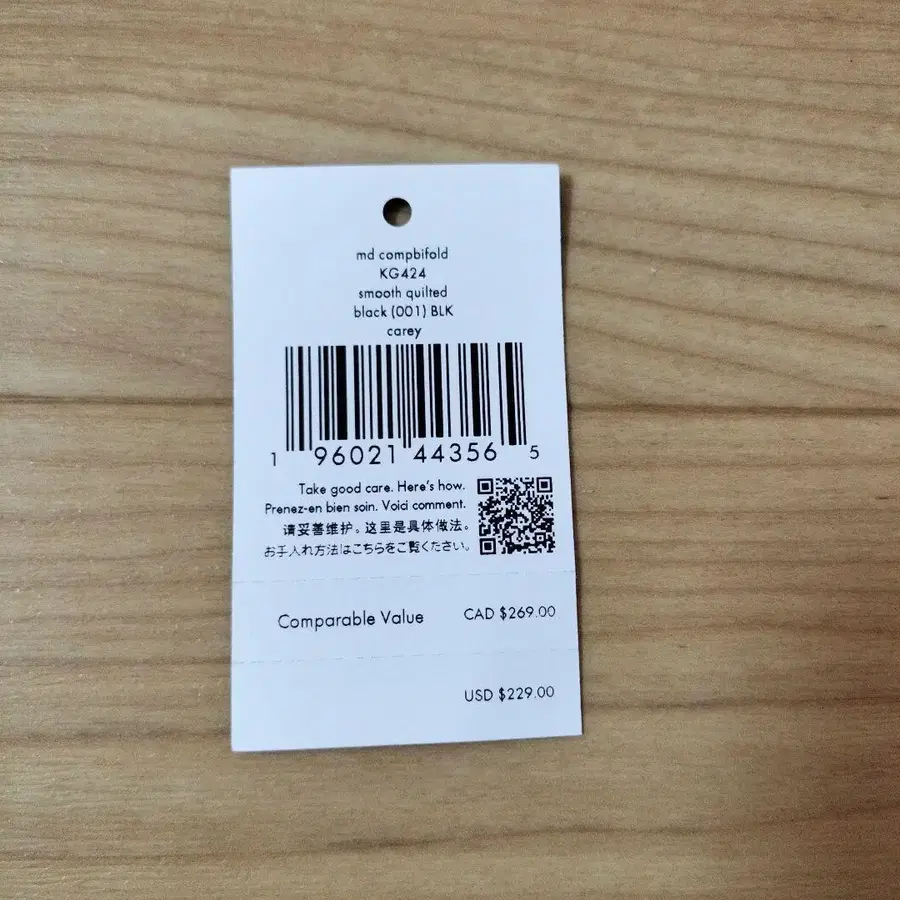 md compbifold
KG424
smooth quilted
black (001) BLK
carey
1 96021 44356 5
Take good care. Here's how.
Prenez-en bien soin. Voici comment.
请妥善维护。这里是具体做法。
お手入れ方法はこちらをご覧ください。
Comparable Value CAD $269.00
USD $229.00